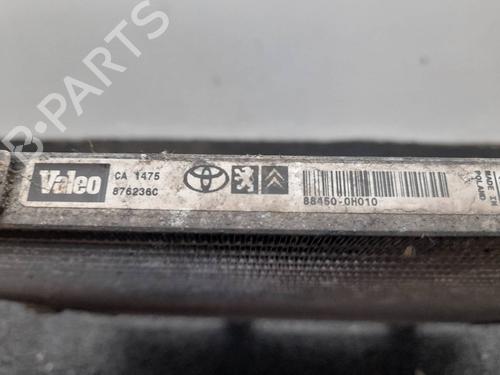 Valeo
CA 1475
876236C
88450-0H010
MADE IN
POLAND
B-Parts